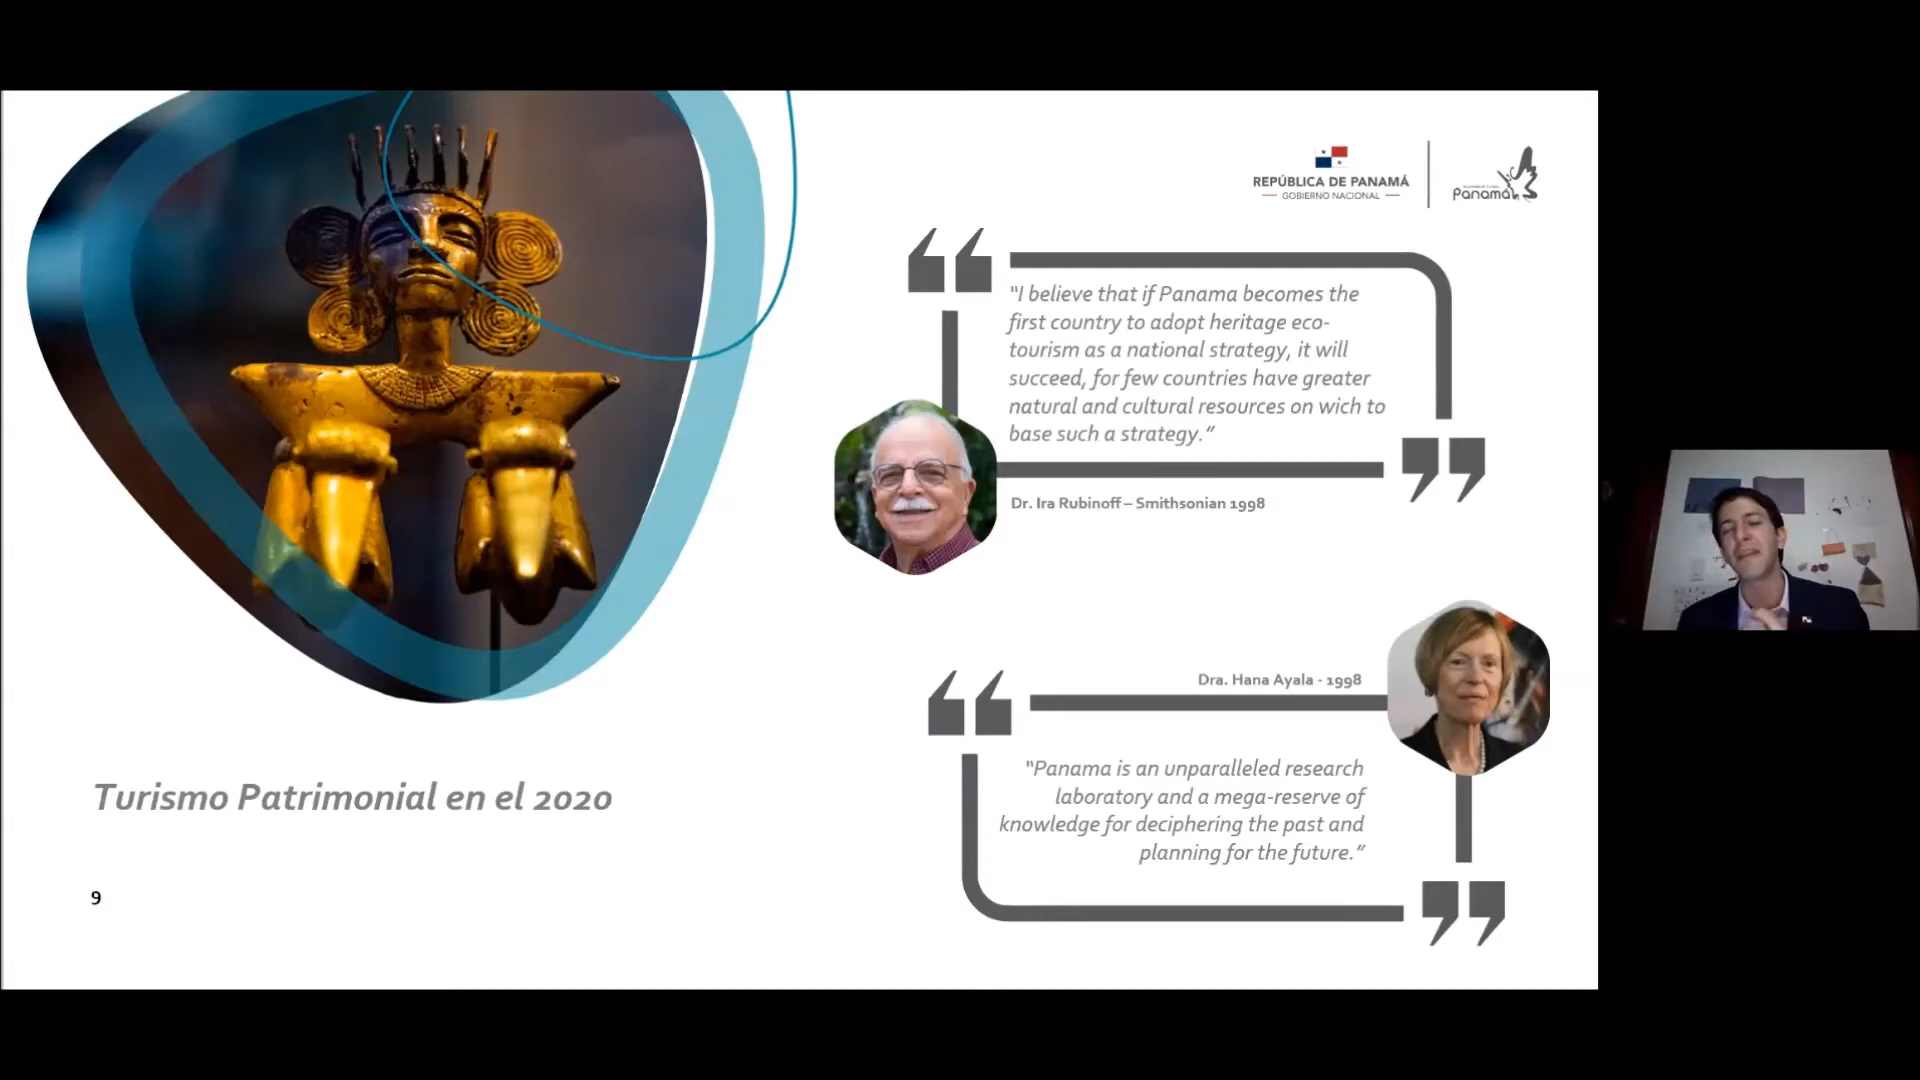 REPÚBLICA DE PANAMÁ
— GOBIERNO NACIONAL —
Panamá
"I believe that if Panama becomes the
first country to adopt heritage eco-
tourism as a national strategy, it will
succeed, for few countries have greater
natural and cultural resources on wich to
base such a strategy."
Dr. Ira Rubinoff – Smithsonian 1998
Dra. Hana Ayala - 1998
"Panama is an unparalleled research
laboratory and a mega-reserve of
knowledge for deciphering the past and
planning for the future."
Turismo Patrimonial en el 2020
9